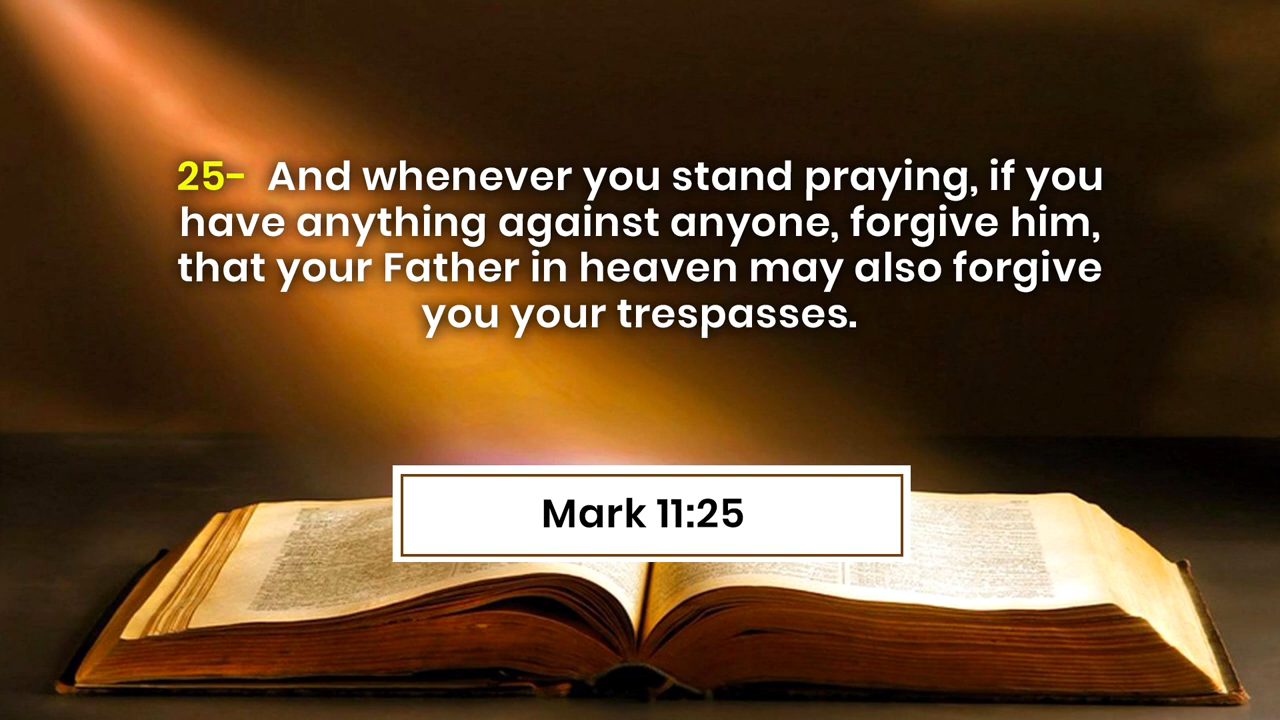 25- And whenever you stand praying, if you
have anything against anyone, forgive him,
that your Father in heaven may also forgive
you your trespasses.
Mark 11:25